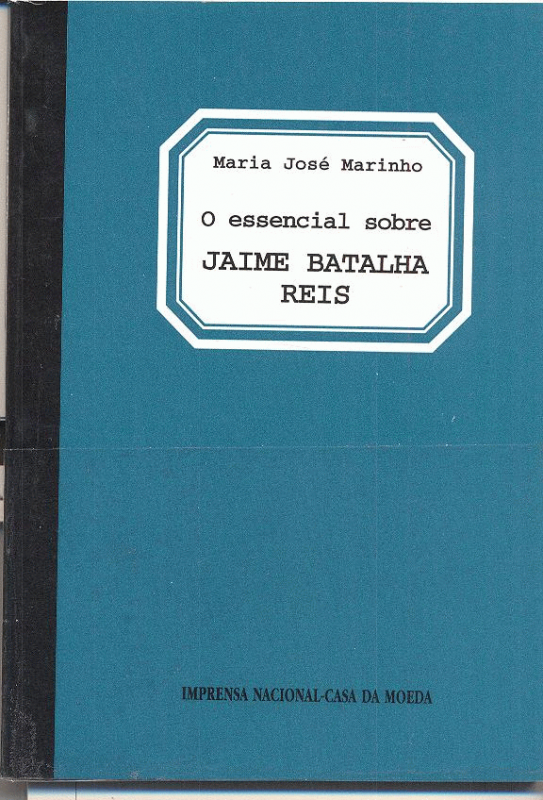 Maria José Marinho
O essencial sobre
JAIME BATALHA
REIS
IMPRENSA NACIONAL-CASA DA MOEDA